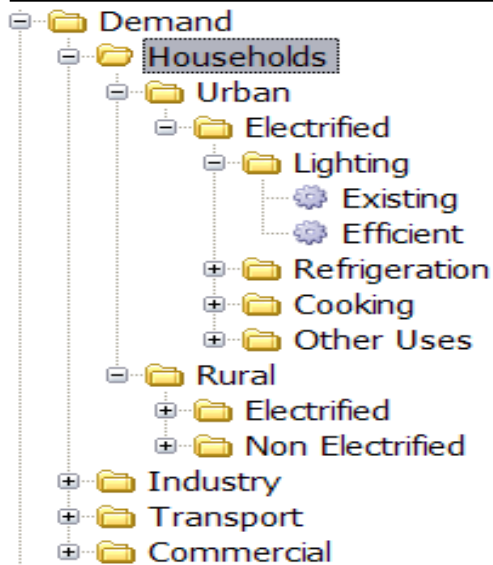 Demand
Households
Urban
Electrified
Lighting
Existing
Efficient
Refrigeration
Cooking
Other Uses
Rural
Electrified
Non Electrified
Industry
Transport
Commercial